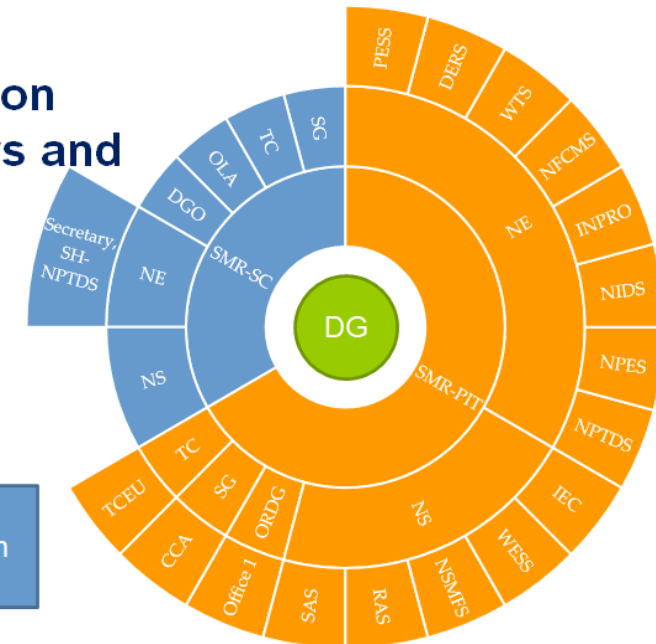 on
s and
PESS
DERS
WTS
NFCMS
INPRO
NIDS
NPES
NPTDS
IEC
WESS
NSMFS
RAS
SAS
Office 1
CCA
TCEU
NE
NS
ORDG
SG
TC
SMR-PIT
DG
SMR-SC
SG
TC
OLA
DGO
NE
NS
Secretary,
SH-
NPTDS